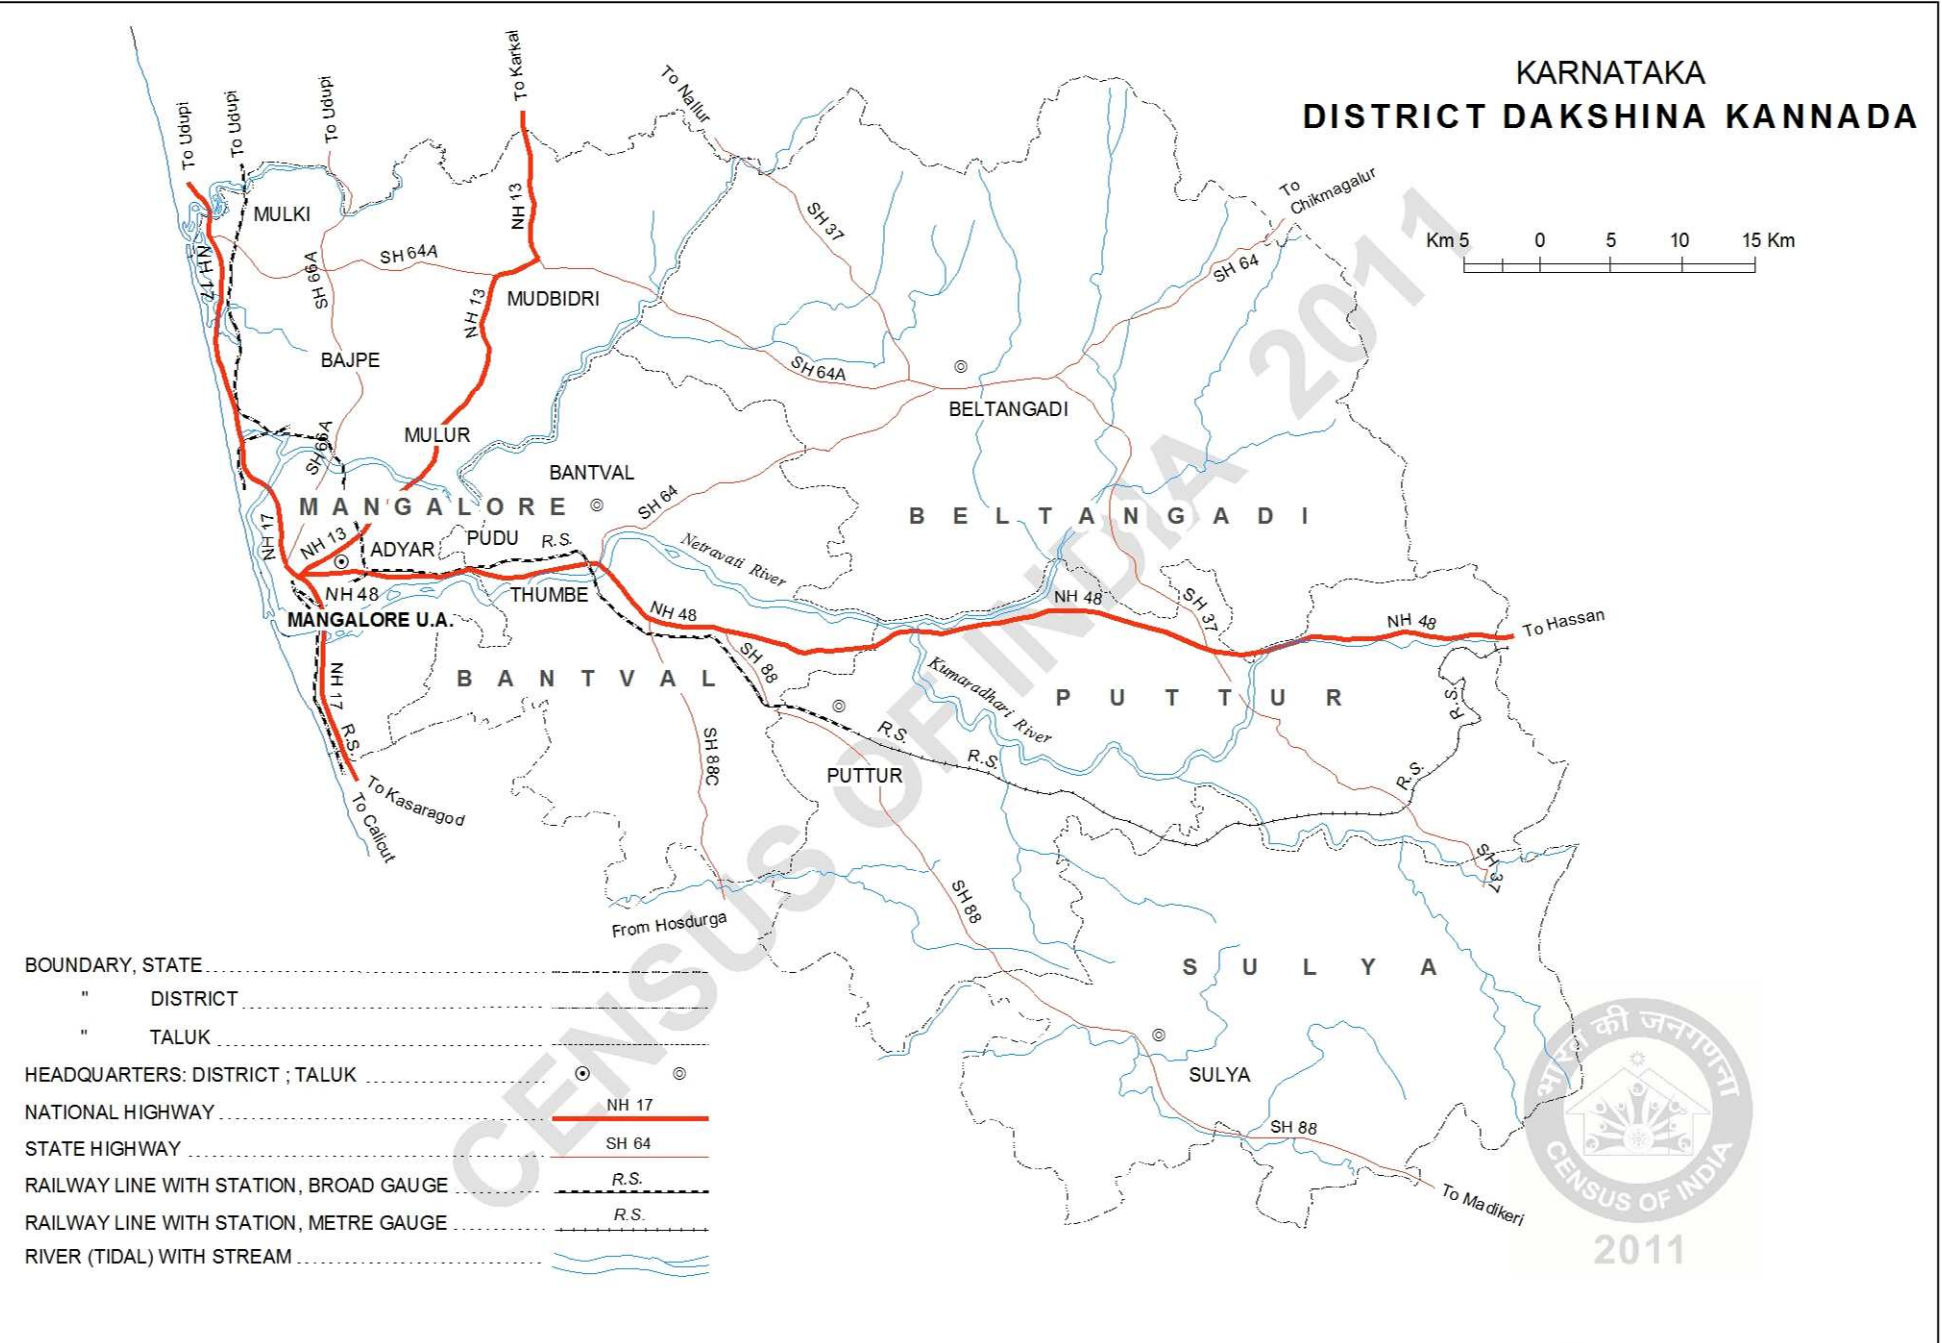 KARNATAKA
DISTRICT DAKSHINA KANNADA
To Udupi
To Udupi
To Udupi
To Karkal
To Nallur
To
Chikmagalur
Km 5 0 5 10 15 Km
MULKI
NH 13
SH 37
SH 64A
SH 66A
NH 17
SH 64
MUDBIDRI
NH 13
BAJPE
SH 64A
BELTANGADI
MULUR
SH 66A
BANTVAL
SH 64
MANGALORE
BELTANGADI
NH 17
NH 13
ADYAR
PUDU
R.S.
Netravati River
NH 48
THUMBE
MANGALORE U.A.
NH 48
NH 48
SH 37
NH 48
To Hassan
BANTVAL
SH 88
Kumaradhari River
PUTTUR
NH 17
R.S.
R.S.
R.S.
R.S.
R.S.
SH 88C
PUTTUR
To Kasaragod
To Calicut
SH 37
SH 88
From Hosdurga
SULYA
SULYA
SH 88
To Madikeri
BOUNDARY, STATE
" DISTRICT
" TALUK
HEADQUARTERS: DISTRICT ; TALUK
NATIONAL HIGHWAY NH 17
STATE HIGHWAY SH 64
RAILWAY LINE WITH STATION, BROAD GAUGE R.S.
RAILWAY LINE WITH STATION, METRE GAUGE R.S.
RIVER (TIDAL) WITH STREAM
CENSUS OF INDIA 2011
भारत की जनगणना
CENSUS OF INDIA
2011